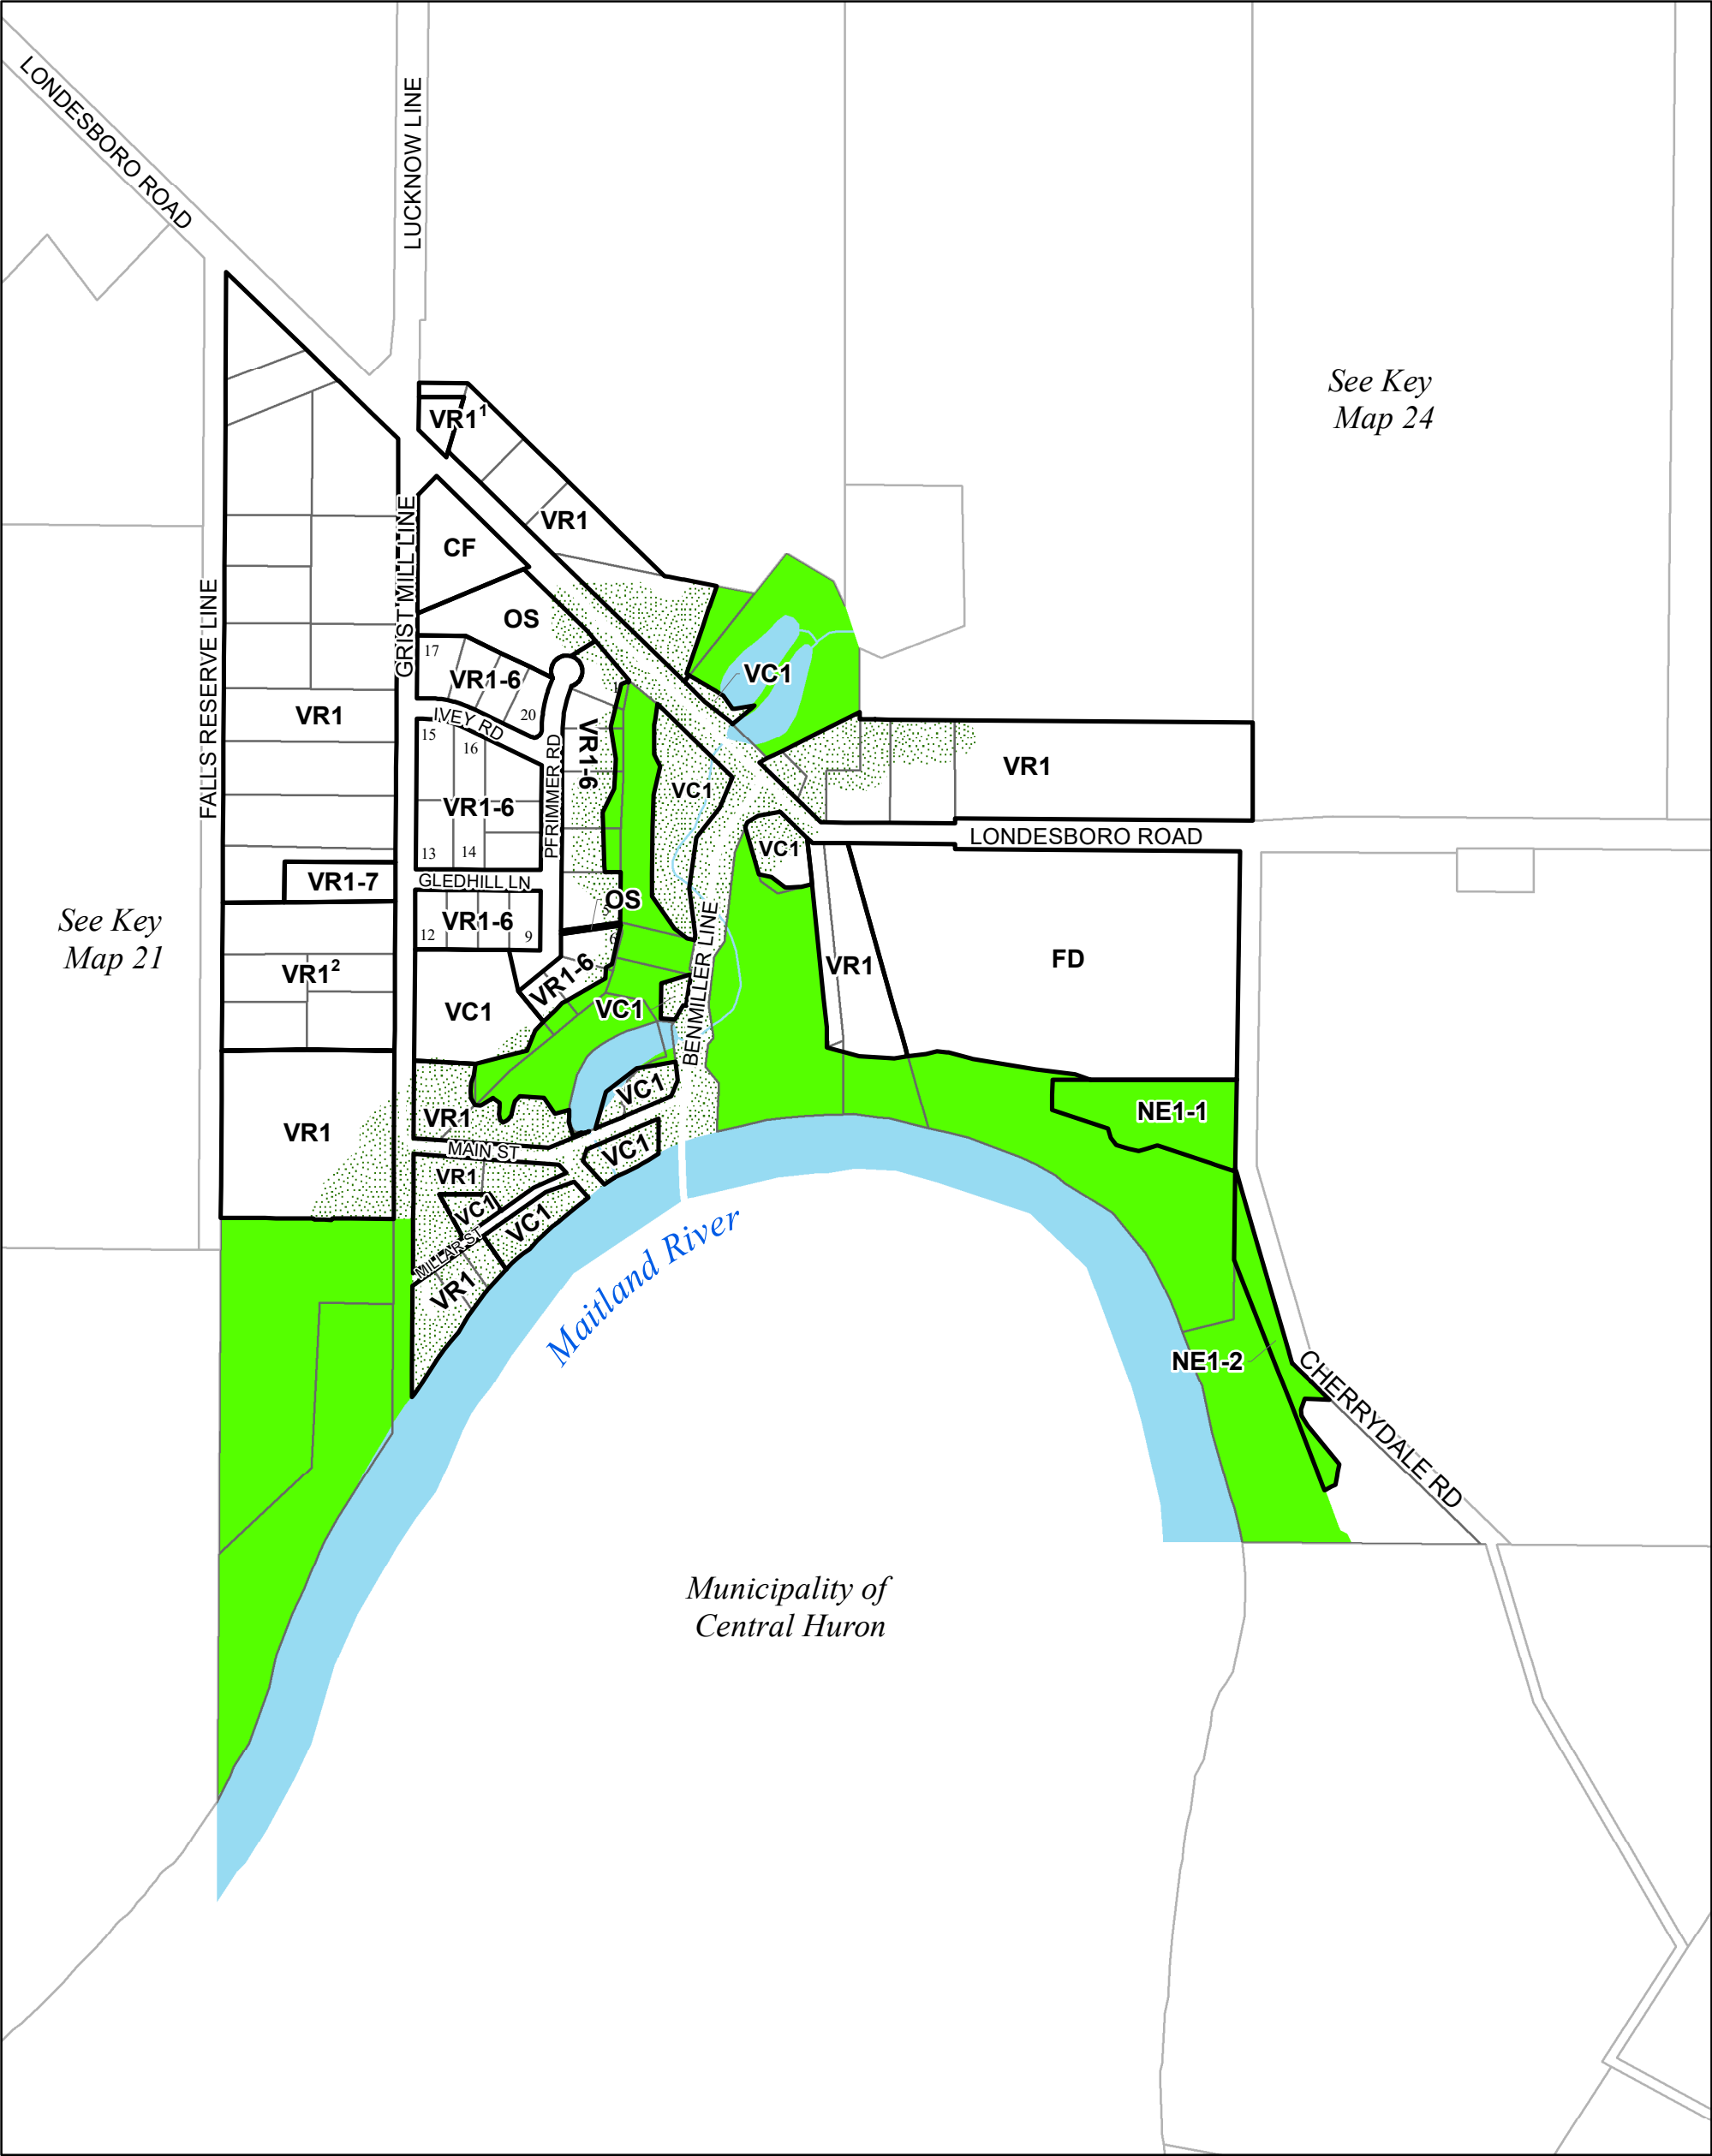 LONDESBORO ROAD
LUCKNOW LINE
See Key
Map 24
VR1¹
VR1
CF
GRIST MILL LINE
OS
FALLS RESERVE LINE
17
VR1-6
20
1
VC1
IVEY RD
VR1
15
16
PFRIMMER RD
VR1-6
VC1
VR1
VR1-6
13
14
VC1
LONDESBORO ROAD
VR1-7
GLEDHILL LN
OS
5
See Key
Map 21
12
VR1-6
9
6
BENMILLER LINE
VR1²
VR1-6
VR1
FD
VC1
VC1
VC1
VR1
NE1-1
VR1
MAIN ST
VC1
VR1
VC1
VC1
MILLAR ST
VR1
Maitland River
NE1-2
CHERRYDALE RD
Municipality of
Central Huron